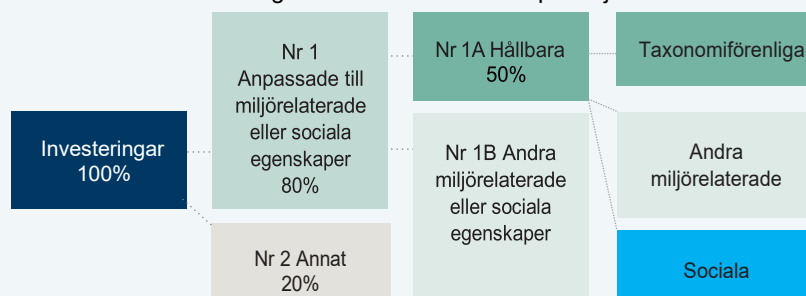 Investeringar
100%
Nr 1
Anpassade till
miljörelaterade
eller sociala
egenskaper
80%
Nr 2 Annat
20%
Nr 1A Hållbara
50%
Nr 1B Andra
miljörelaterade
eller sociala
egenskaper
Taxonomiförenliga
Andra
miljörelaterade
Sociala